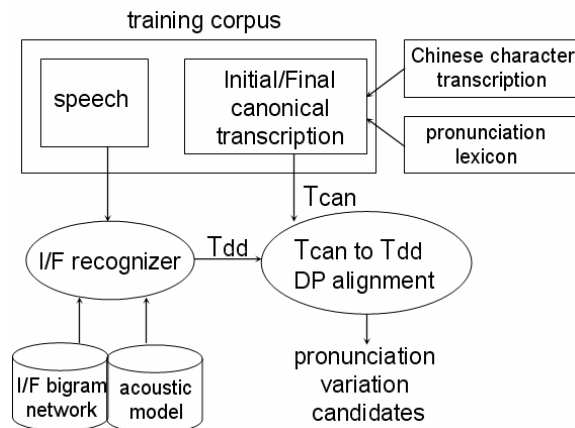 training corpus
speech
Initial/Final
canonical
transcription
Chinese character
transcription
pronunciation
lexicon
Tcan
I/F recognizer
Tdd
Tcan to Tdd
DP alignment
I/F bigram
network
acoustic
model
pronunciation
variation
candidates